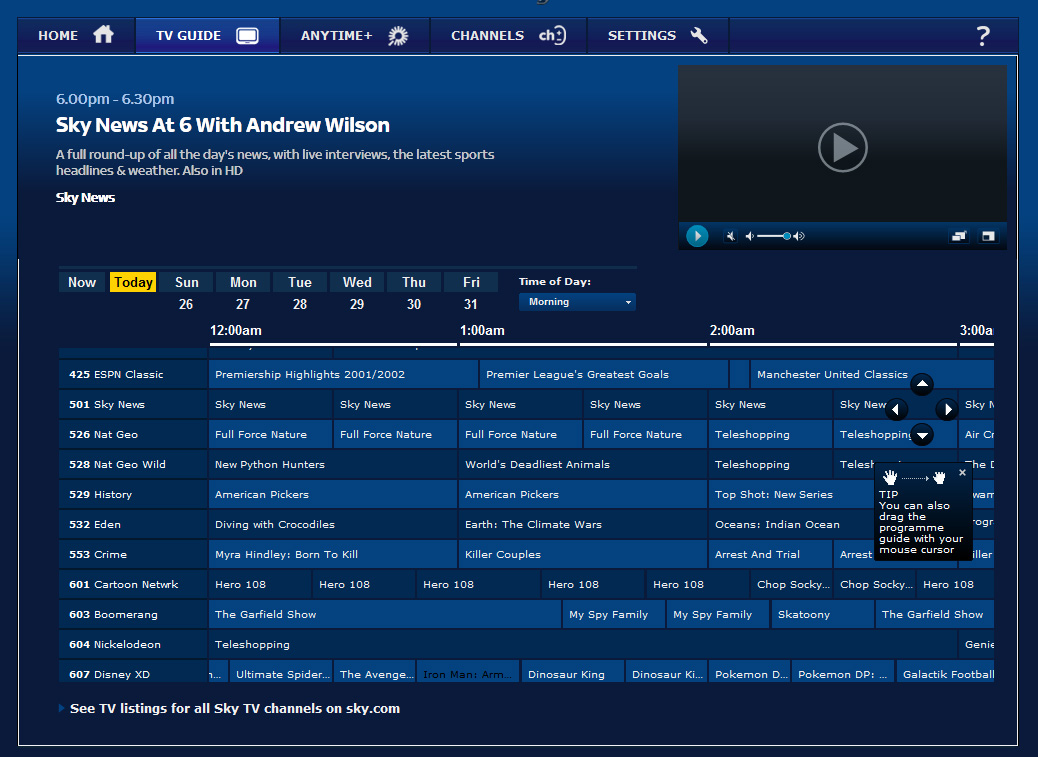 HOME TV GUIDE ANYTIME+ CHANNELS ch SETTINGS ?
6.00pm - 6.30pm
Sky News At 6 With Andrew Wilson
A full round-up of all the day's news, with live interviews, the latest sports
headlines & weather. Also in HD
Sky News
Now Today Sun Mon Tue Wed Thu Fri Time of Day:
26 27 28 29 30 31 Morning
12:00am 1:00am 2:00am 3:00a
425 ESPN Classic Premiership Highlights 2001/2002 Premier League's Greatest Goals Manchester United Classics
501 Sky News Sky News Sky News Sky News Sky News Sky News Sky New Sky N
526 Nat Geo Full Force Nature Full Force Nature Full Force Nature Full Force Nature Teleshopping Teleshopping Air Cr
528 Nat Geo Wild New Python Hunters World's Deadliest Animals Teleshopping Telesh The D
529 History American Pickers American Pickers Top Shot: New Series wam
532 Eden Diving with Crocodiles Earth: The Climate Wars Oceans: Indian Ocean rogr
553 Crime Myra Hindley: Born To Kill Killer Couples Arrest And Trial Arrest iller
TIP
You can also
drag the
programme
guide with your
mouse cursor
601 Cartoon Netwrk Hero 108 Hero 108 Hero 108 Hero 108 Hero 108 Chop Socky... Chop Socky... Hero 108
603 Boomerang The Garfield Show My Spy Family My Spy Family Skatoony The Garfield Show
604 Nickelodeon Teleshopping Genie
607 Disney XD n... Ultimate Spider... The Avenge... Iron Man: Arm... Dinosaur King Dinosaur Ki... Pokemon D... Pokemon DP: ... Galactik Football
See TV listings for all Sky TV channels on sky.com